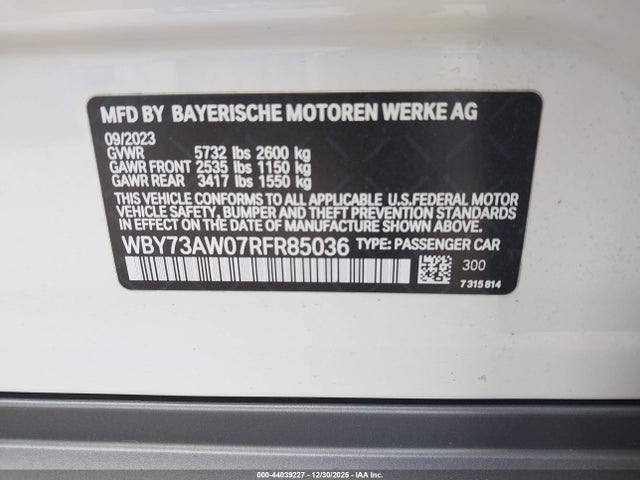 MFD BY BAYERISCHE MOTOREN WERKE AG
09/2023
GVWR 5732 lbs 2600 kg
GAWR FRONT 2535 lbs 1150 kg
GAWR REAR 3417 lbs 1550 kg
THIS VEHICLE CONFORMS TO ALL APPLICABLE U.S.FEDERAL MOTOR
VEHICLE SAFETY, BUMPER, AND THEFT PREVENTION STANDARDS
IN EFFECT ON THE DATE OF MANUFACTURE SHOWN ABOVE.
WBY73AW07RFR85036 TYPE: PASSENGER CAR
300
7 315 814
000-44039227 - 12/30/2025 - IAA Inc.